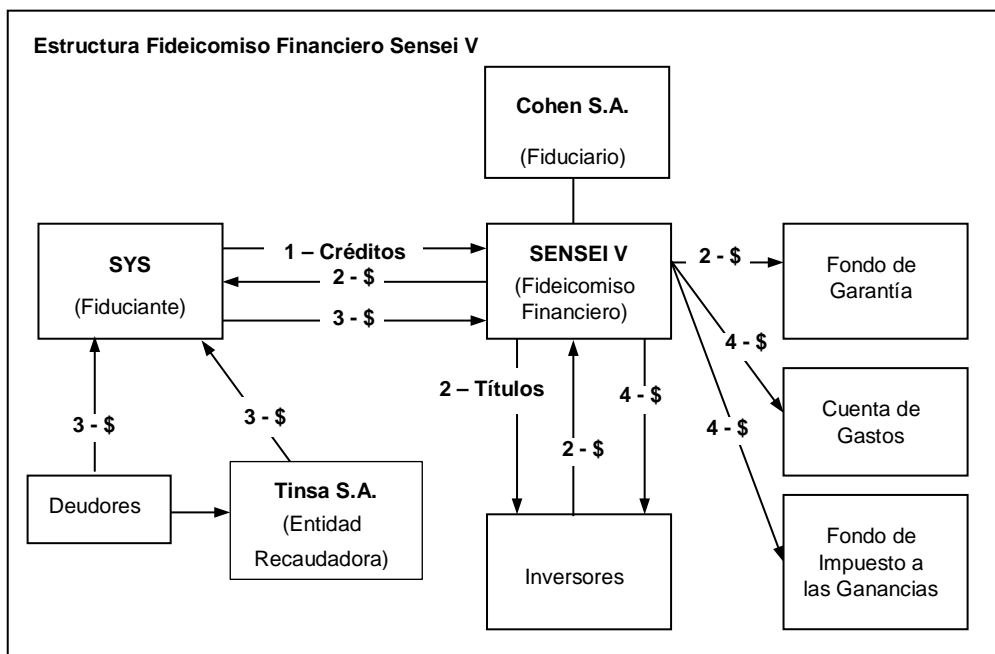 Estructura Fideicomiso Financiero Sensei V
Cohen S.A.
(Fiduciario)
SYS
(Fiduciante)
1 – Créditos
2 - $
3 - $
SENSEI V
(Fideicomiso
Financiero)
2 - $
Fondo de
Garantía
4 - $
Cuenta de
Gastos
4 - $
Fondo de
Impuesto a
las Ganancias
2 – Títulos
2 - $
4 - $
Inversores
3 - $
3 - $
Deudores
Tinsa S.A.
(Entidad
Recaudadora)